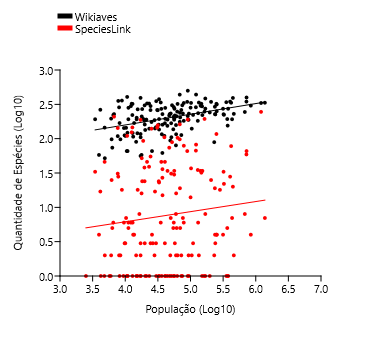 Wikiaves
SpeciesLink
Quantidade de Espécies (Log10)
3.0
2.5
2.0
1.5
1.0
0.5
0.0
3.0 3.5 4.0 4.5 5.0 5.5 6.0 6.5 7.0
População (Log10)